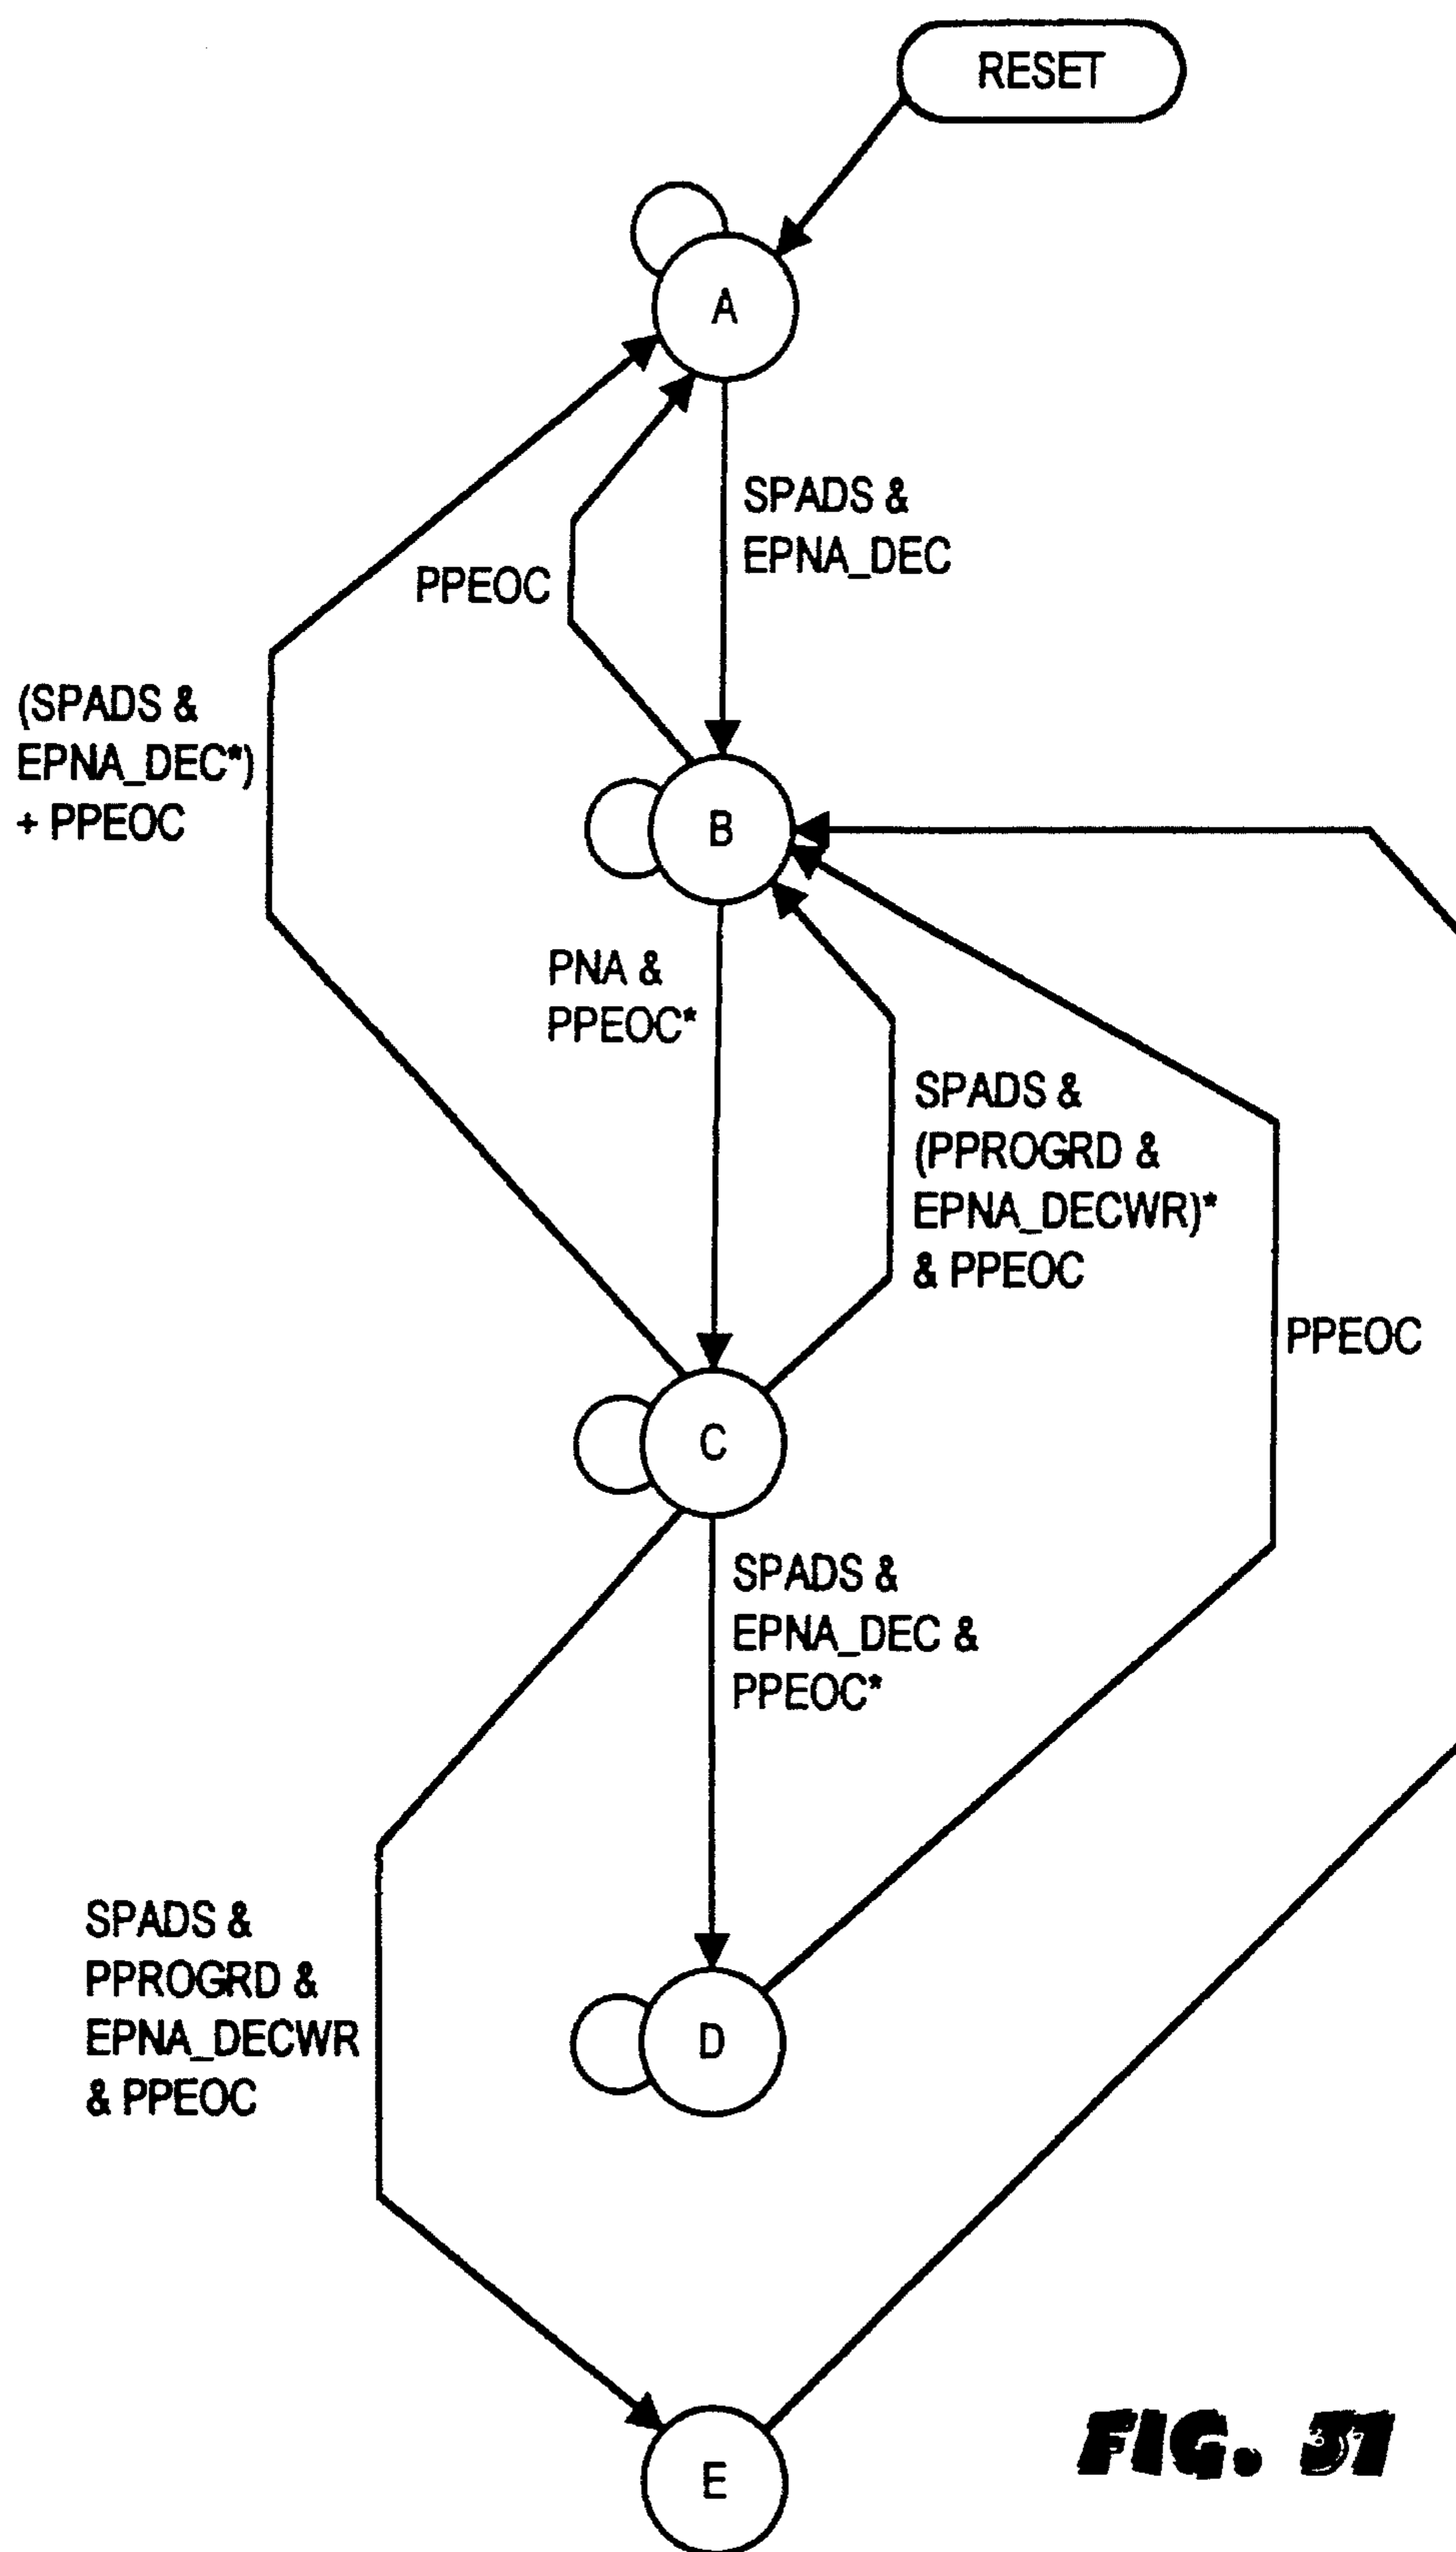 RESET
A
SPADS &
EPNA_DEC
PPEOC
(SPADS &
EPNA_DEC*)
+ PPEOC
B
PNA &
PPEOC*
SPADS &
(PPROGRD &
EPNA_DECWR)*
& PPEOC
PPEOC
C
SPADS &
EPNA_DEC &
PPEOC*
SPADS &
PPROGRD &
EPNA_DECWR
& PPEOC
D
E
FIG.